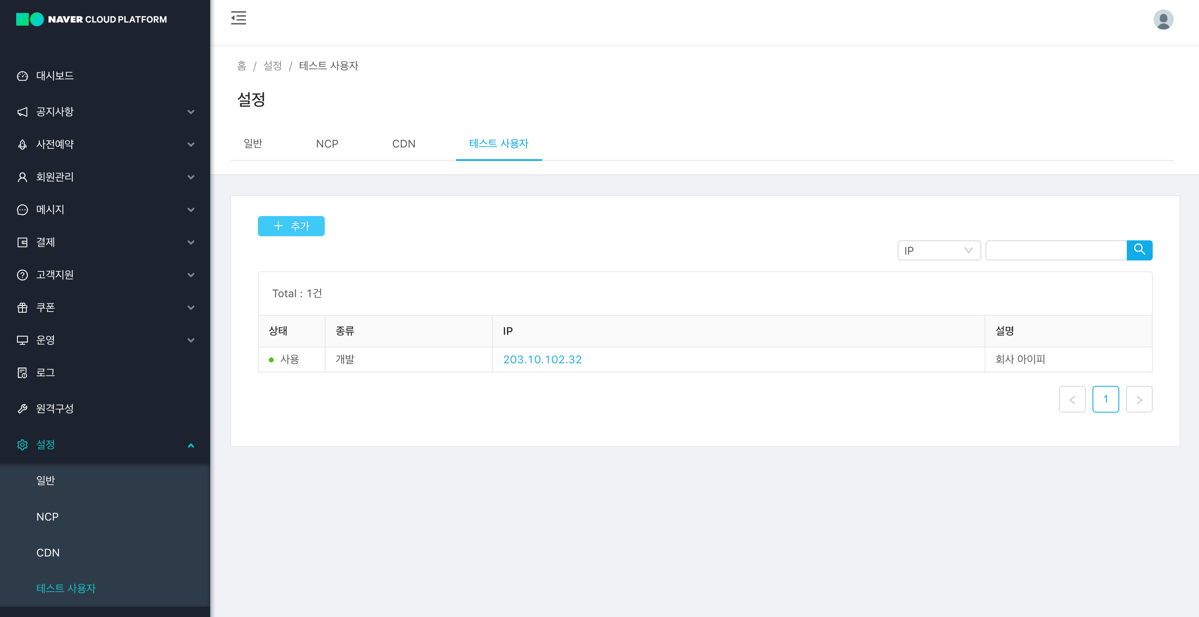 NAVER CLOUD PLATFORM
대시보드
공지사항
사전예약
회원관리
메시지
결제
고객지원
쿠폰
운영
로그
원격구성
설정
일반
NCP
CDN
테스트 사용자
홈 / 설정 / 테스트 사용자
설정
일반 NCP CDN 테스트 사용자
+ 추가
IP
Total : 1건
상태 종류 IP 설명
사용 개발 203.10.102.32 회사 아이피
< 1 >